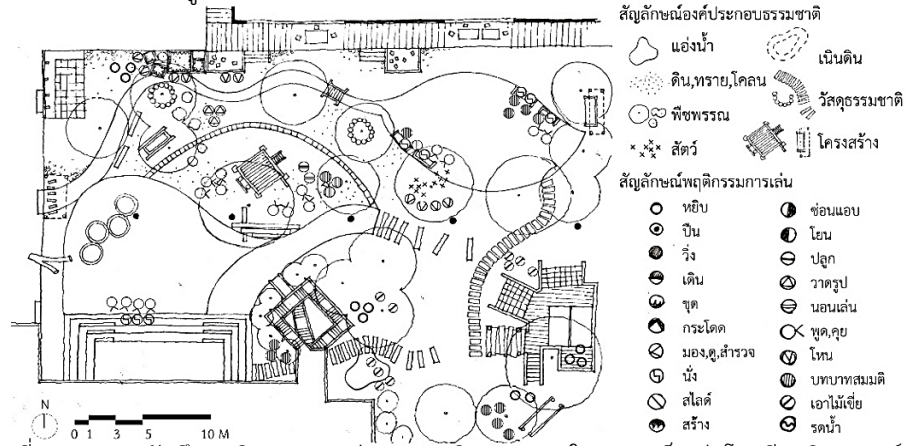 สัญลักษณ์องค์ประกอบธรรมชาติ
แอ่งน้ำ
เนินดิน
ดิน,ทราย,โคลน
วัสดุธรรมชาติ
พืชพรรณ
สัตว์
โครงสร้าง
สัญลักษณ์พฤติกรรมการเล่น
หยิบ
ซ่อนแอบ
ปีน
โยน
วิ่ง
ปลูก
เดิน
วาดรูป
ขุด
นอนเล่น
กระโดด
พูด,คุย
มอง,ดู,สำรวจ
โหน
นั่ง
บทบาทสมมติ
สไลด์
เอาไม้เขี่ย
สร้าง
รดน้ำ
N
0 1 3 5 10 M